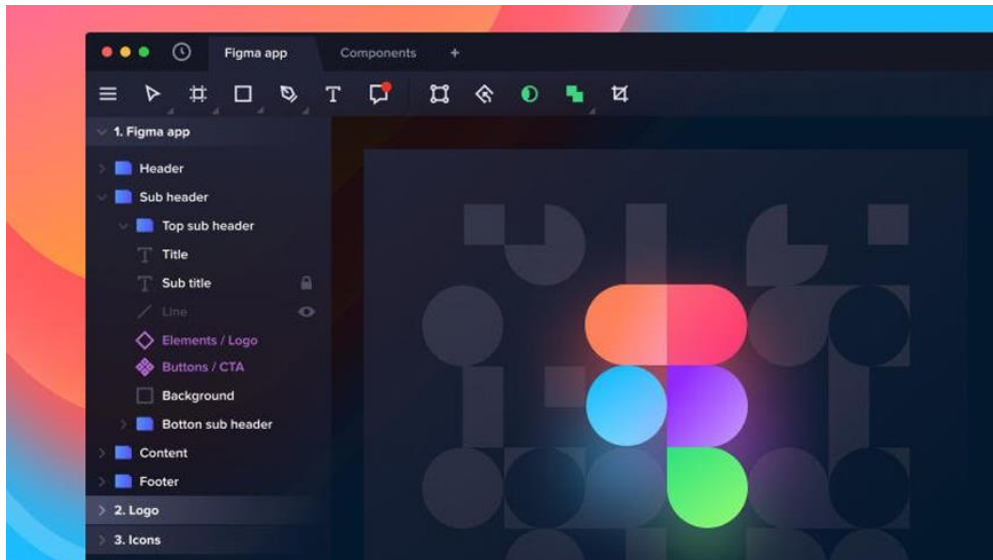 Figma app
Components +
T
1. Figma app
Header
Sub header
Top sub header
T Title
T Sub title
Line
Elements / Logo
Buttons / CTA
Background
Botton sub header
Content
Footer
2. Logo
3. Icons